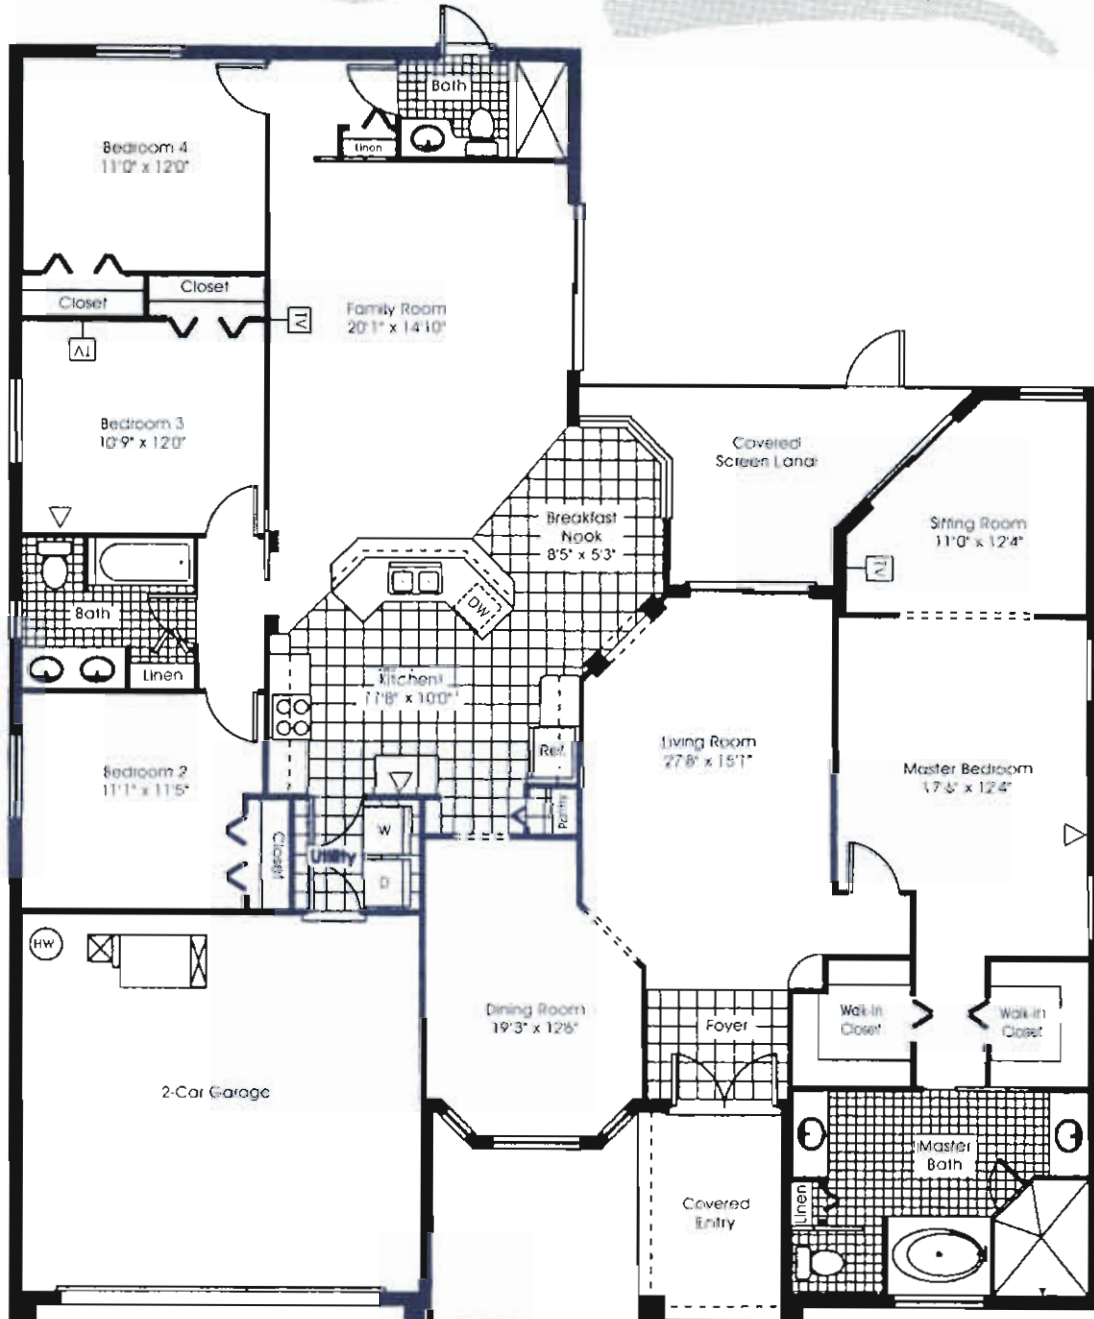 Bath
Linen
Bedroom 4
11'0" x 12'0"
Closet
Closet
TV
TV
Family Room
20'1" x 14'10"
Bedroom 3
10'9" x 12'0"
Covered
Screen Lanai
Breakfast
Nook
8'5" x 5'3"
Sitting Room
11'0" x 12'4"
TV
DW
Bath
Linen
Kitchen
11'8" x 10'0"
Ref.
Living Room
27'8" x 15'1"
Bedroom 2
11'1" x 11'5"
Master Bedroom
17'6" x 12'4"
Pantry
W
Closet
Utility
D
HW
Dining Room
19'3" x 12'6"
Foyer
Walk-In
Closet
Walk-In
Closet
2-Car Garage
Master
Bath
Linen
Covered
Entry